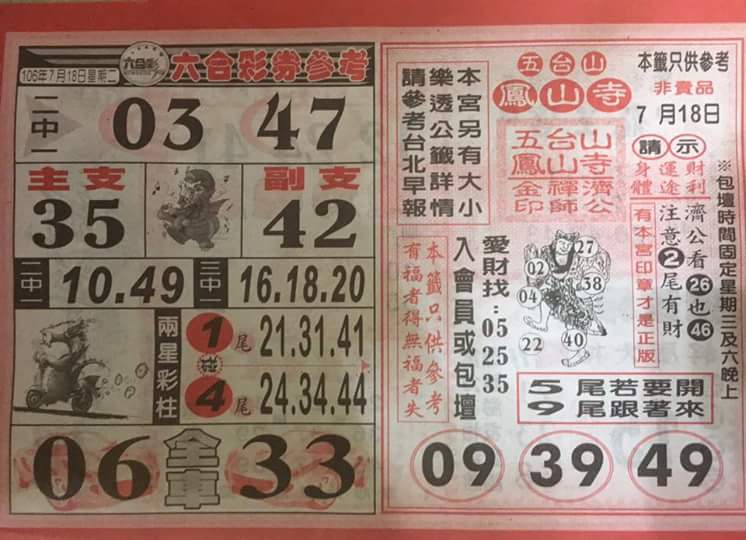 106年7月18日星期二
六合彩
六合彩券參考
二中一
03 47
主支
35
副支
42
二中一
10.49
三中一
16.18.20
兩星彩柱
1尾
21.31.41
柱
4尾
24.34.44
06
全車
33
本宮另有大小
樂透公籤詳情
請參考台北早報
五台山
鳳山寺
本籤只供參考
非賣品
7月18日
五台山
鳳山寺
金禪濟
印師公
請示
財利
運途
身體
濟公看26也46
注意2尾有財
有本宮印章才是正版
※包壇時間固定星期三及六晚上
本籤只供參考
有福者得無福者失
愛財找:05 25 35
入會員或包壇
27
02
38
04
22
40
5尾若要開
9尾跟著來
09 39 49